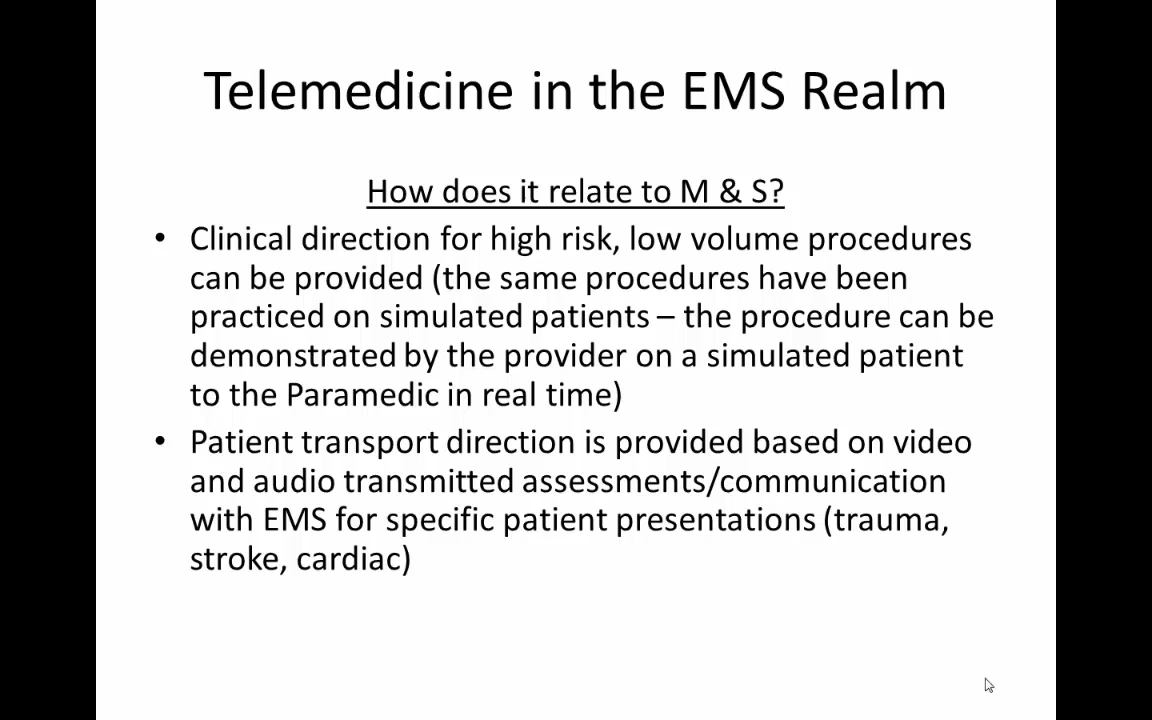 Telemedicine in the EMS Realm
How does it relate to M & S?
• Clinical direction for high risk, low volume procedures
can be provided (the same procedures have been
practiced on simulated patients – the procedure can be
demonstrated by the provider on a simulated patient
to the Paramedic in real time)
• Patient transport direction is provided based on video
and audio transmitted assessments/communication
with EMS for specific patient presentations (trauma,
stroke, cardiac)